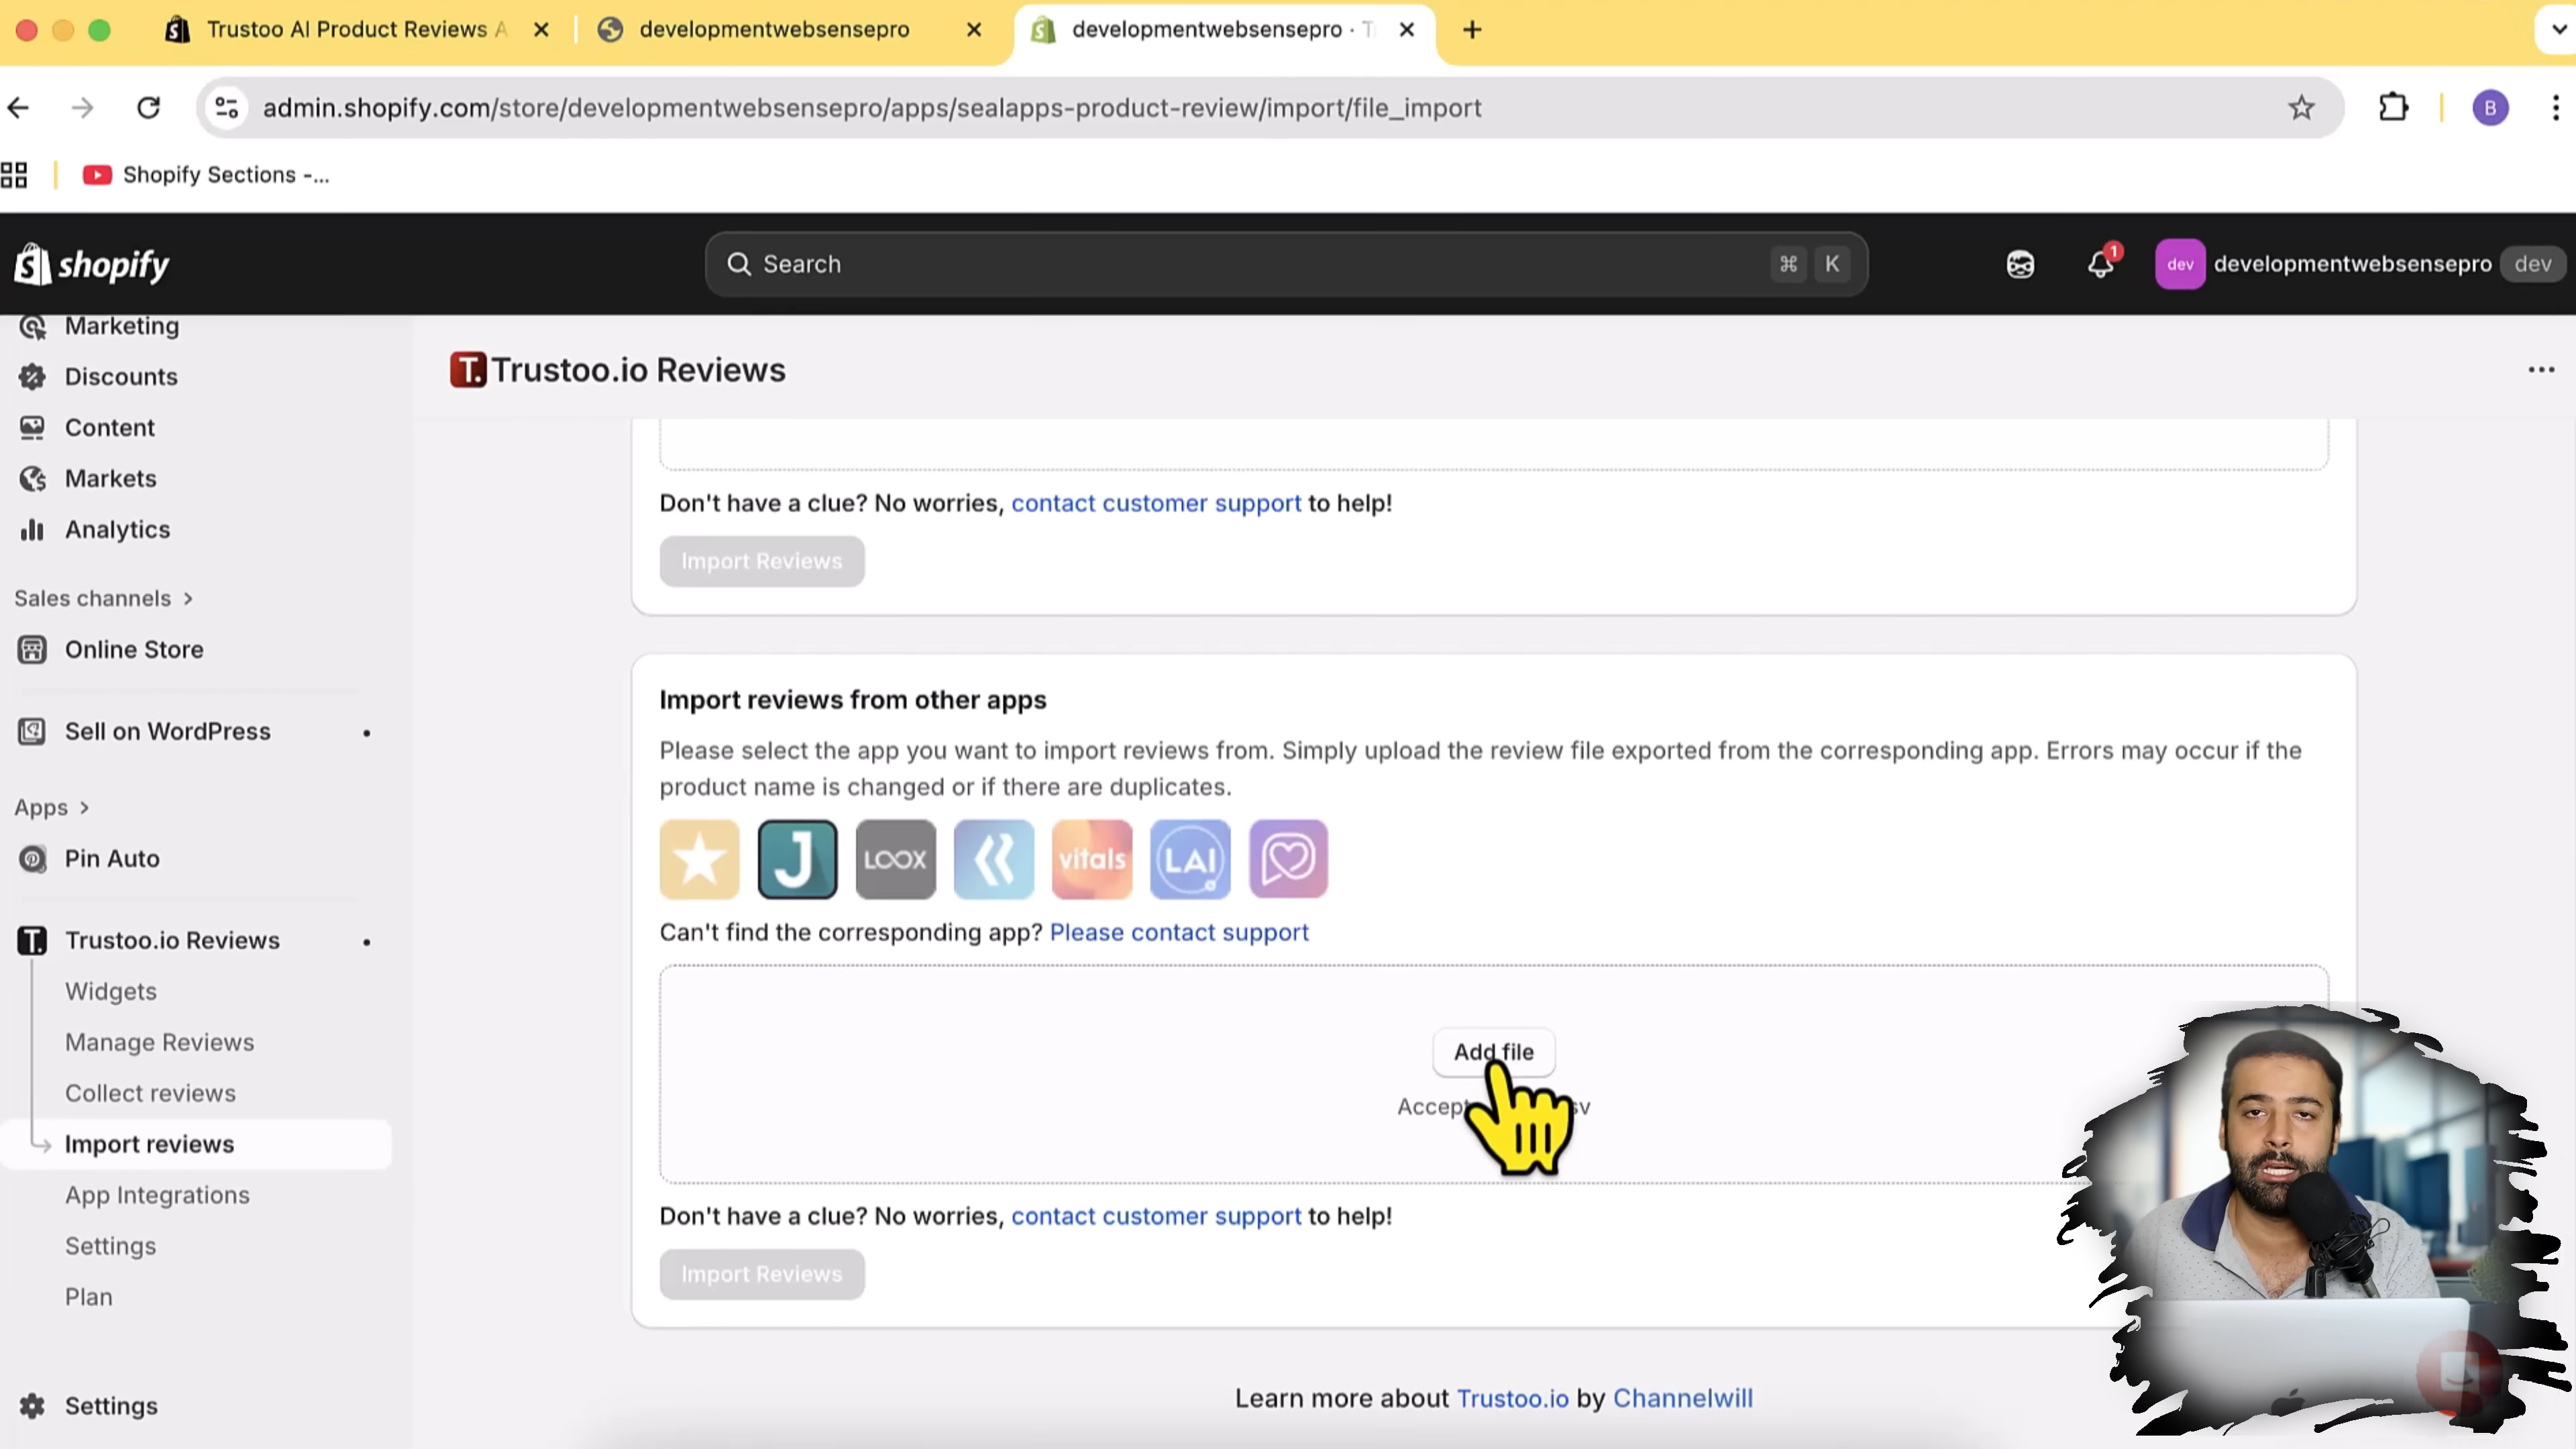 Trustoo AI Product Reviews A
developmentwebsensepro
developmentwebsensepro · T
admin.shopify.com/store/developmentwebsensepro/apps/sealapps-product-review/import/file_import
B
Shopify Sections -...
shopify
Search
⌘ K
1
dev
developmentwebsensepro
dev
Marketing
Discounts
Content
Markets
Analytics
Sales channels >
Online Store
Sell on WordPress
Apps >
Pin Auto
T. Trustoo.io Reviews
Widgets
Manage Reviews
Collect reviews
Import reviews
App Integrations
Settings
Plan
Settings
T. Trustoo.io Reviews
Don't have a clue? No worries, contact customer support to help!
Import Reviews
Import reviews from other apps
Please select the app you want to import reviews from. Simply upload the review file exported from the corresponding app. Errors may occur if the
product name is changed or if there are duplicates.
J
LOOX
vitals
LAI
Can't find the corresponding app? Please contact support
Add file
Don't have a clue? No worries, contact customer support to help!
Import Reviews
Learn more about Trustoo.io by Channelwill